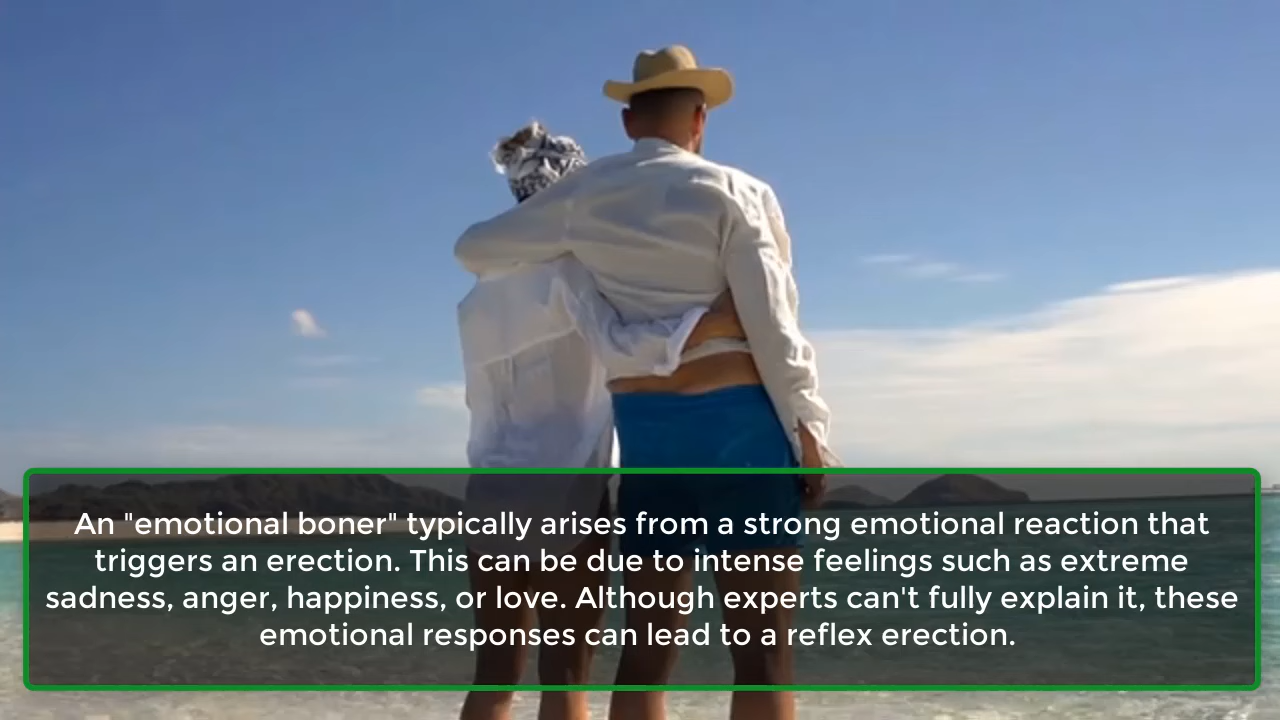 An "emotional boner" typically arises from a strong emotional reaction that
triggers an erection. This can be due to intense feelings such as extreme
sadness, anger, happiness, or love. Although experts can't fully explain it, these
emotional responses can lead to a reflex erection.